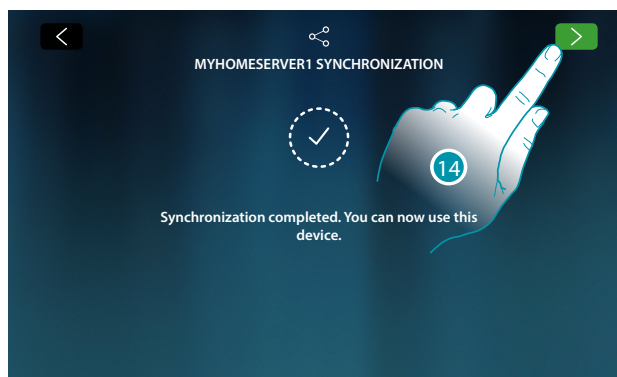 MYHOMESERVER1 SYNCHRONIZATION
14
Synchronization completed. You can now use this
device.